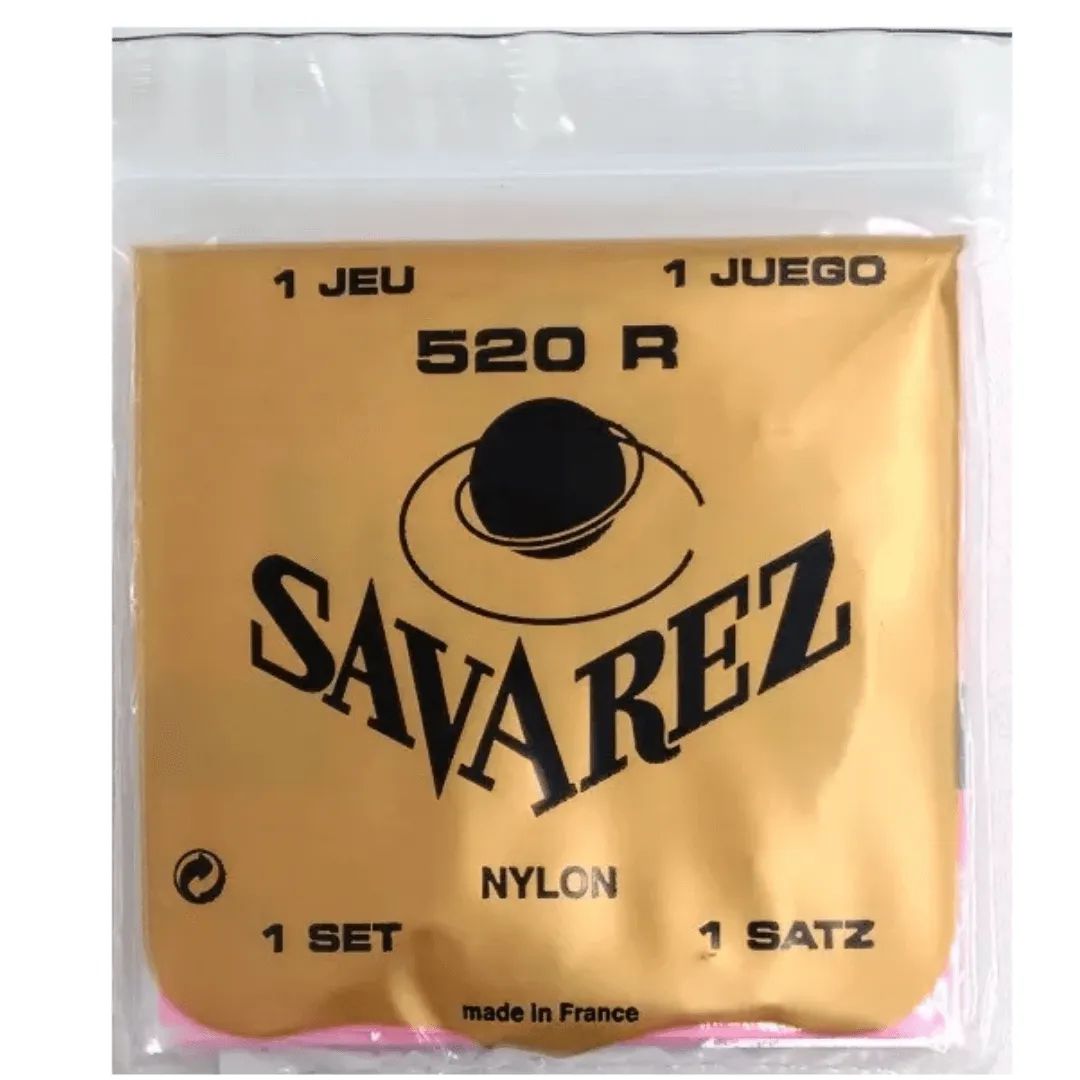 1 JEU 1 JUEGO
520 R
SAVAREZ
NYLON
1 SET 1 SATZ
made in France